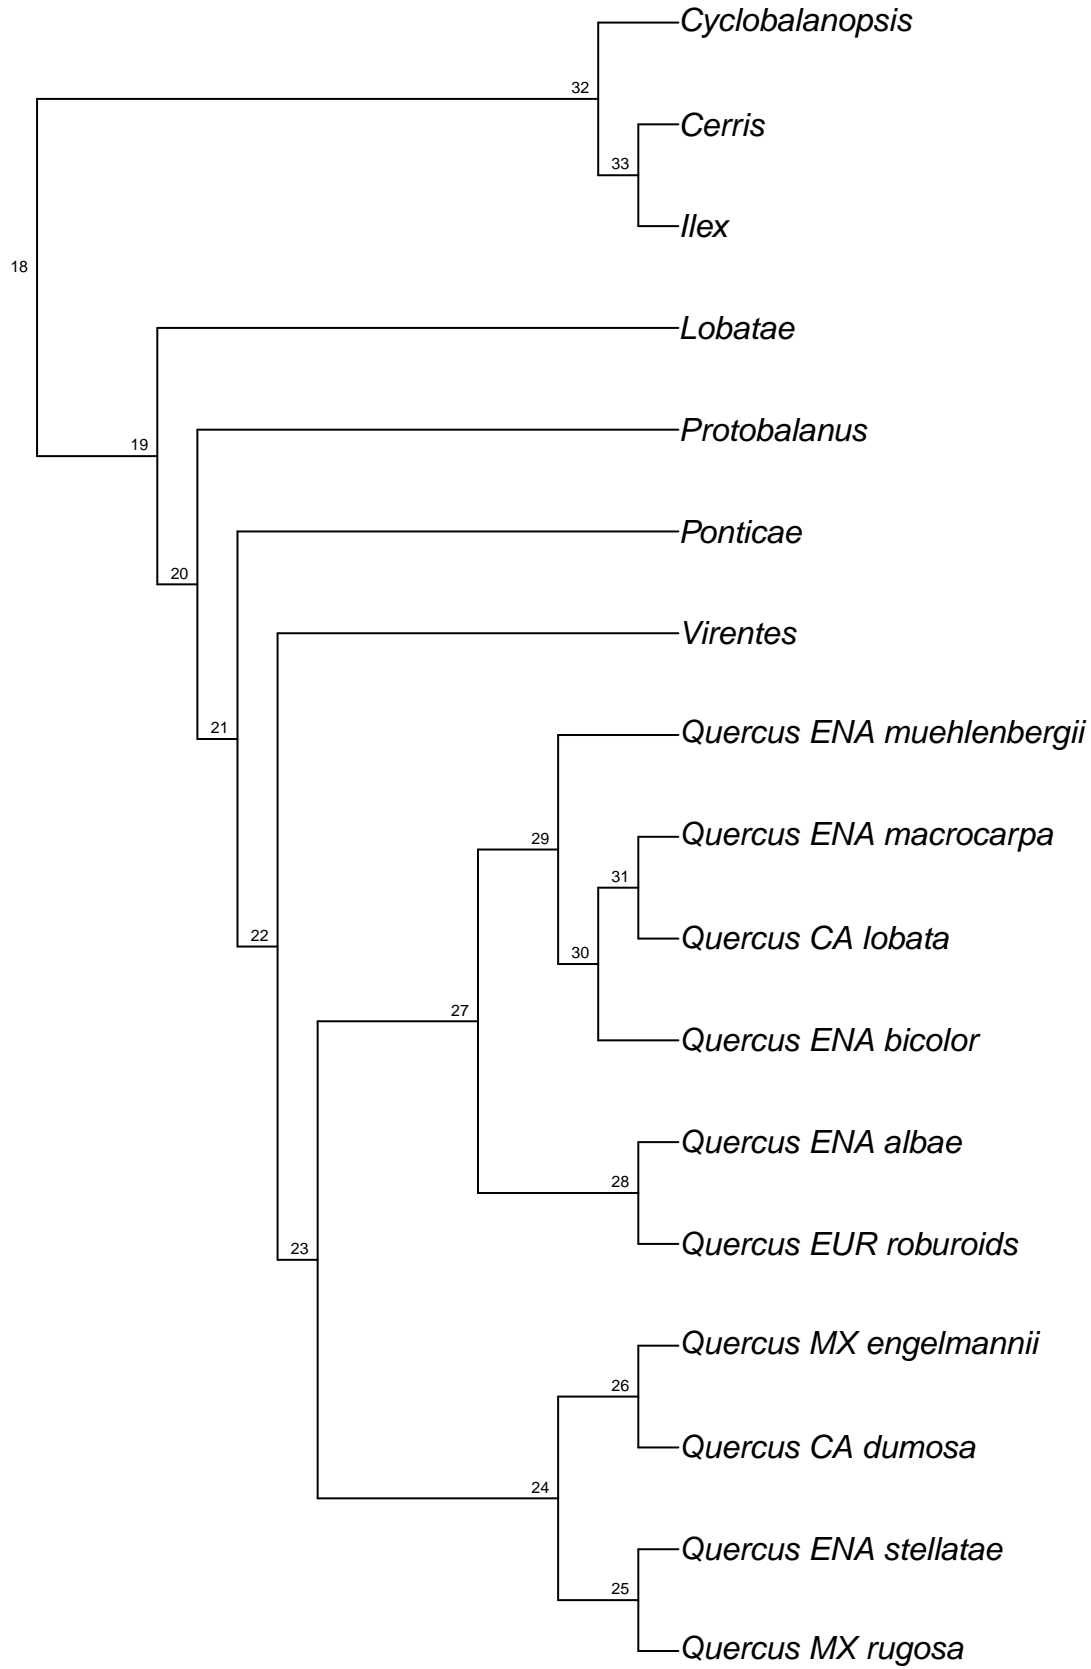 Cyclobalanopsis
32
Cerris
33
Ilex
18
Lobatae
Protobalanus
19
Ponticae
20
Virentes
21
Quercus ENA muehlenbergii
Quercus ENA macrocarpa
29
31
Quercus CA lobata
22
30
27
Quercus ENA bicolor
Quercus ENA albae
28
Quercus EUR roburoids
23
Quercus MX engelmannii
26
Quercus CA dumosa
24
Quercus ENA stellatae
25
Quercus MX rugosa